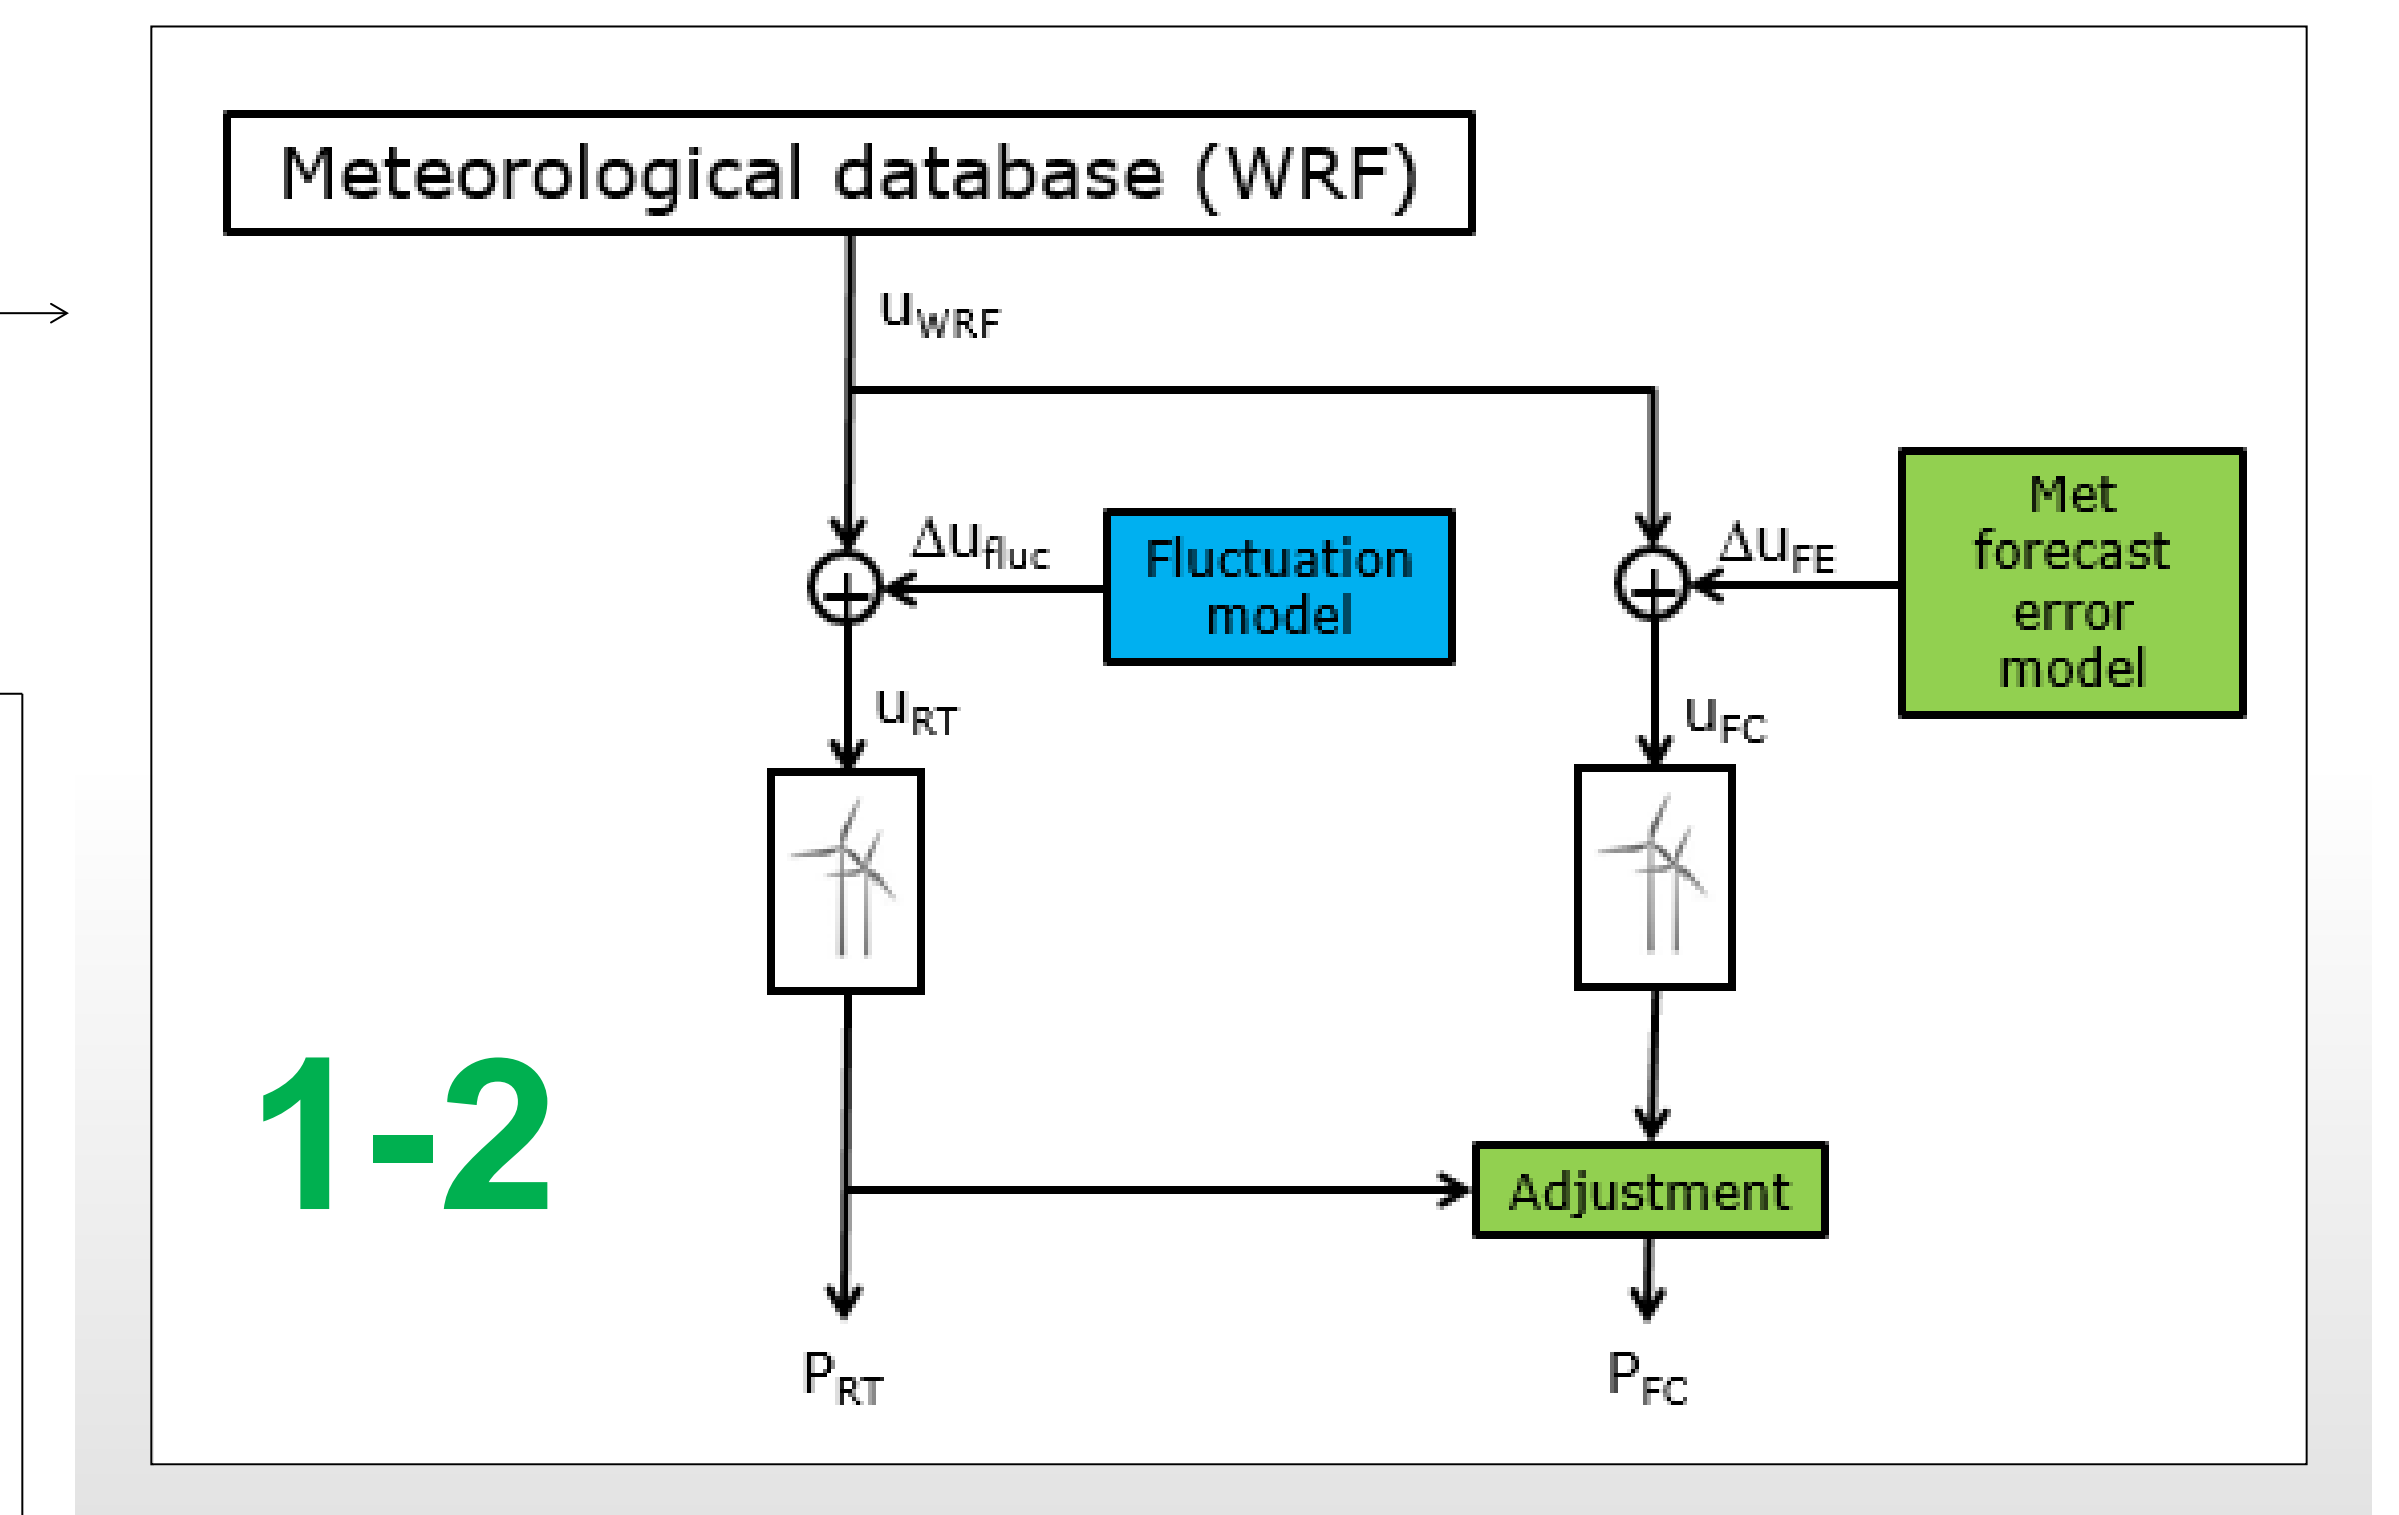 Meteorological database (WRF)
uWRF
Δufluc
Fluctuation
model
ΔuFE
Met
forecast
error
model
uRT
uFC
1-2
Adjustment
PRT
PFC